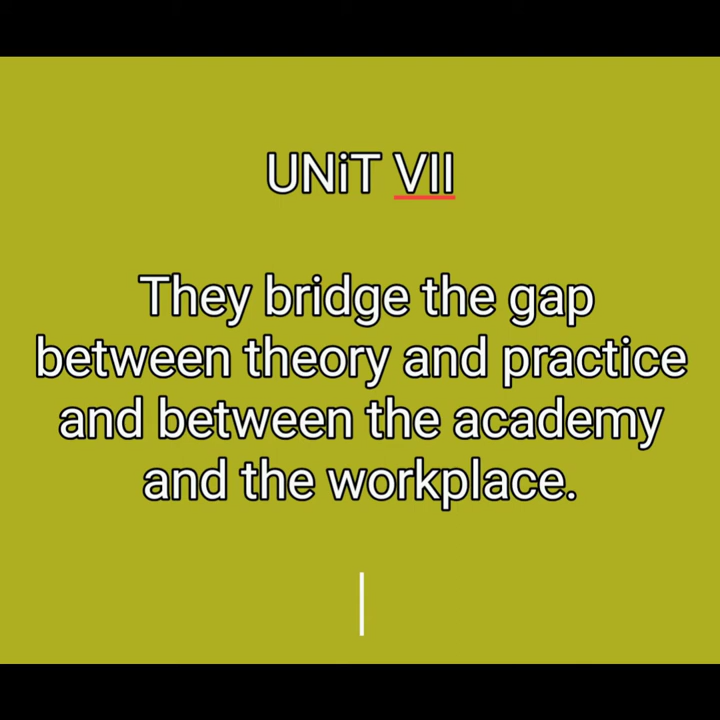 UNiT VII
They bridge the gap
between theory and practice
and between the academy
and the workplace.